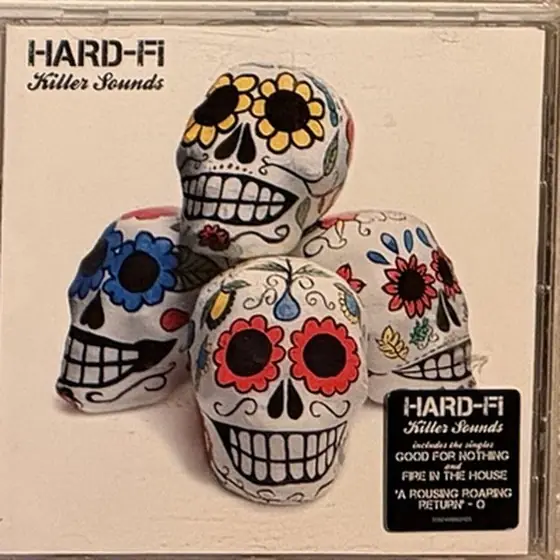 HARD-Fi
Killer Sounds
HARD-Fi
Killer Sounds
includes the singles
GOOD FOR NOTHING
and
FIRE IN THE HOUSE
'A ROUSING ROARING
RETURN' - Q